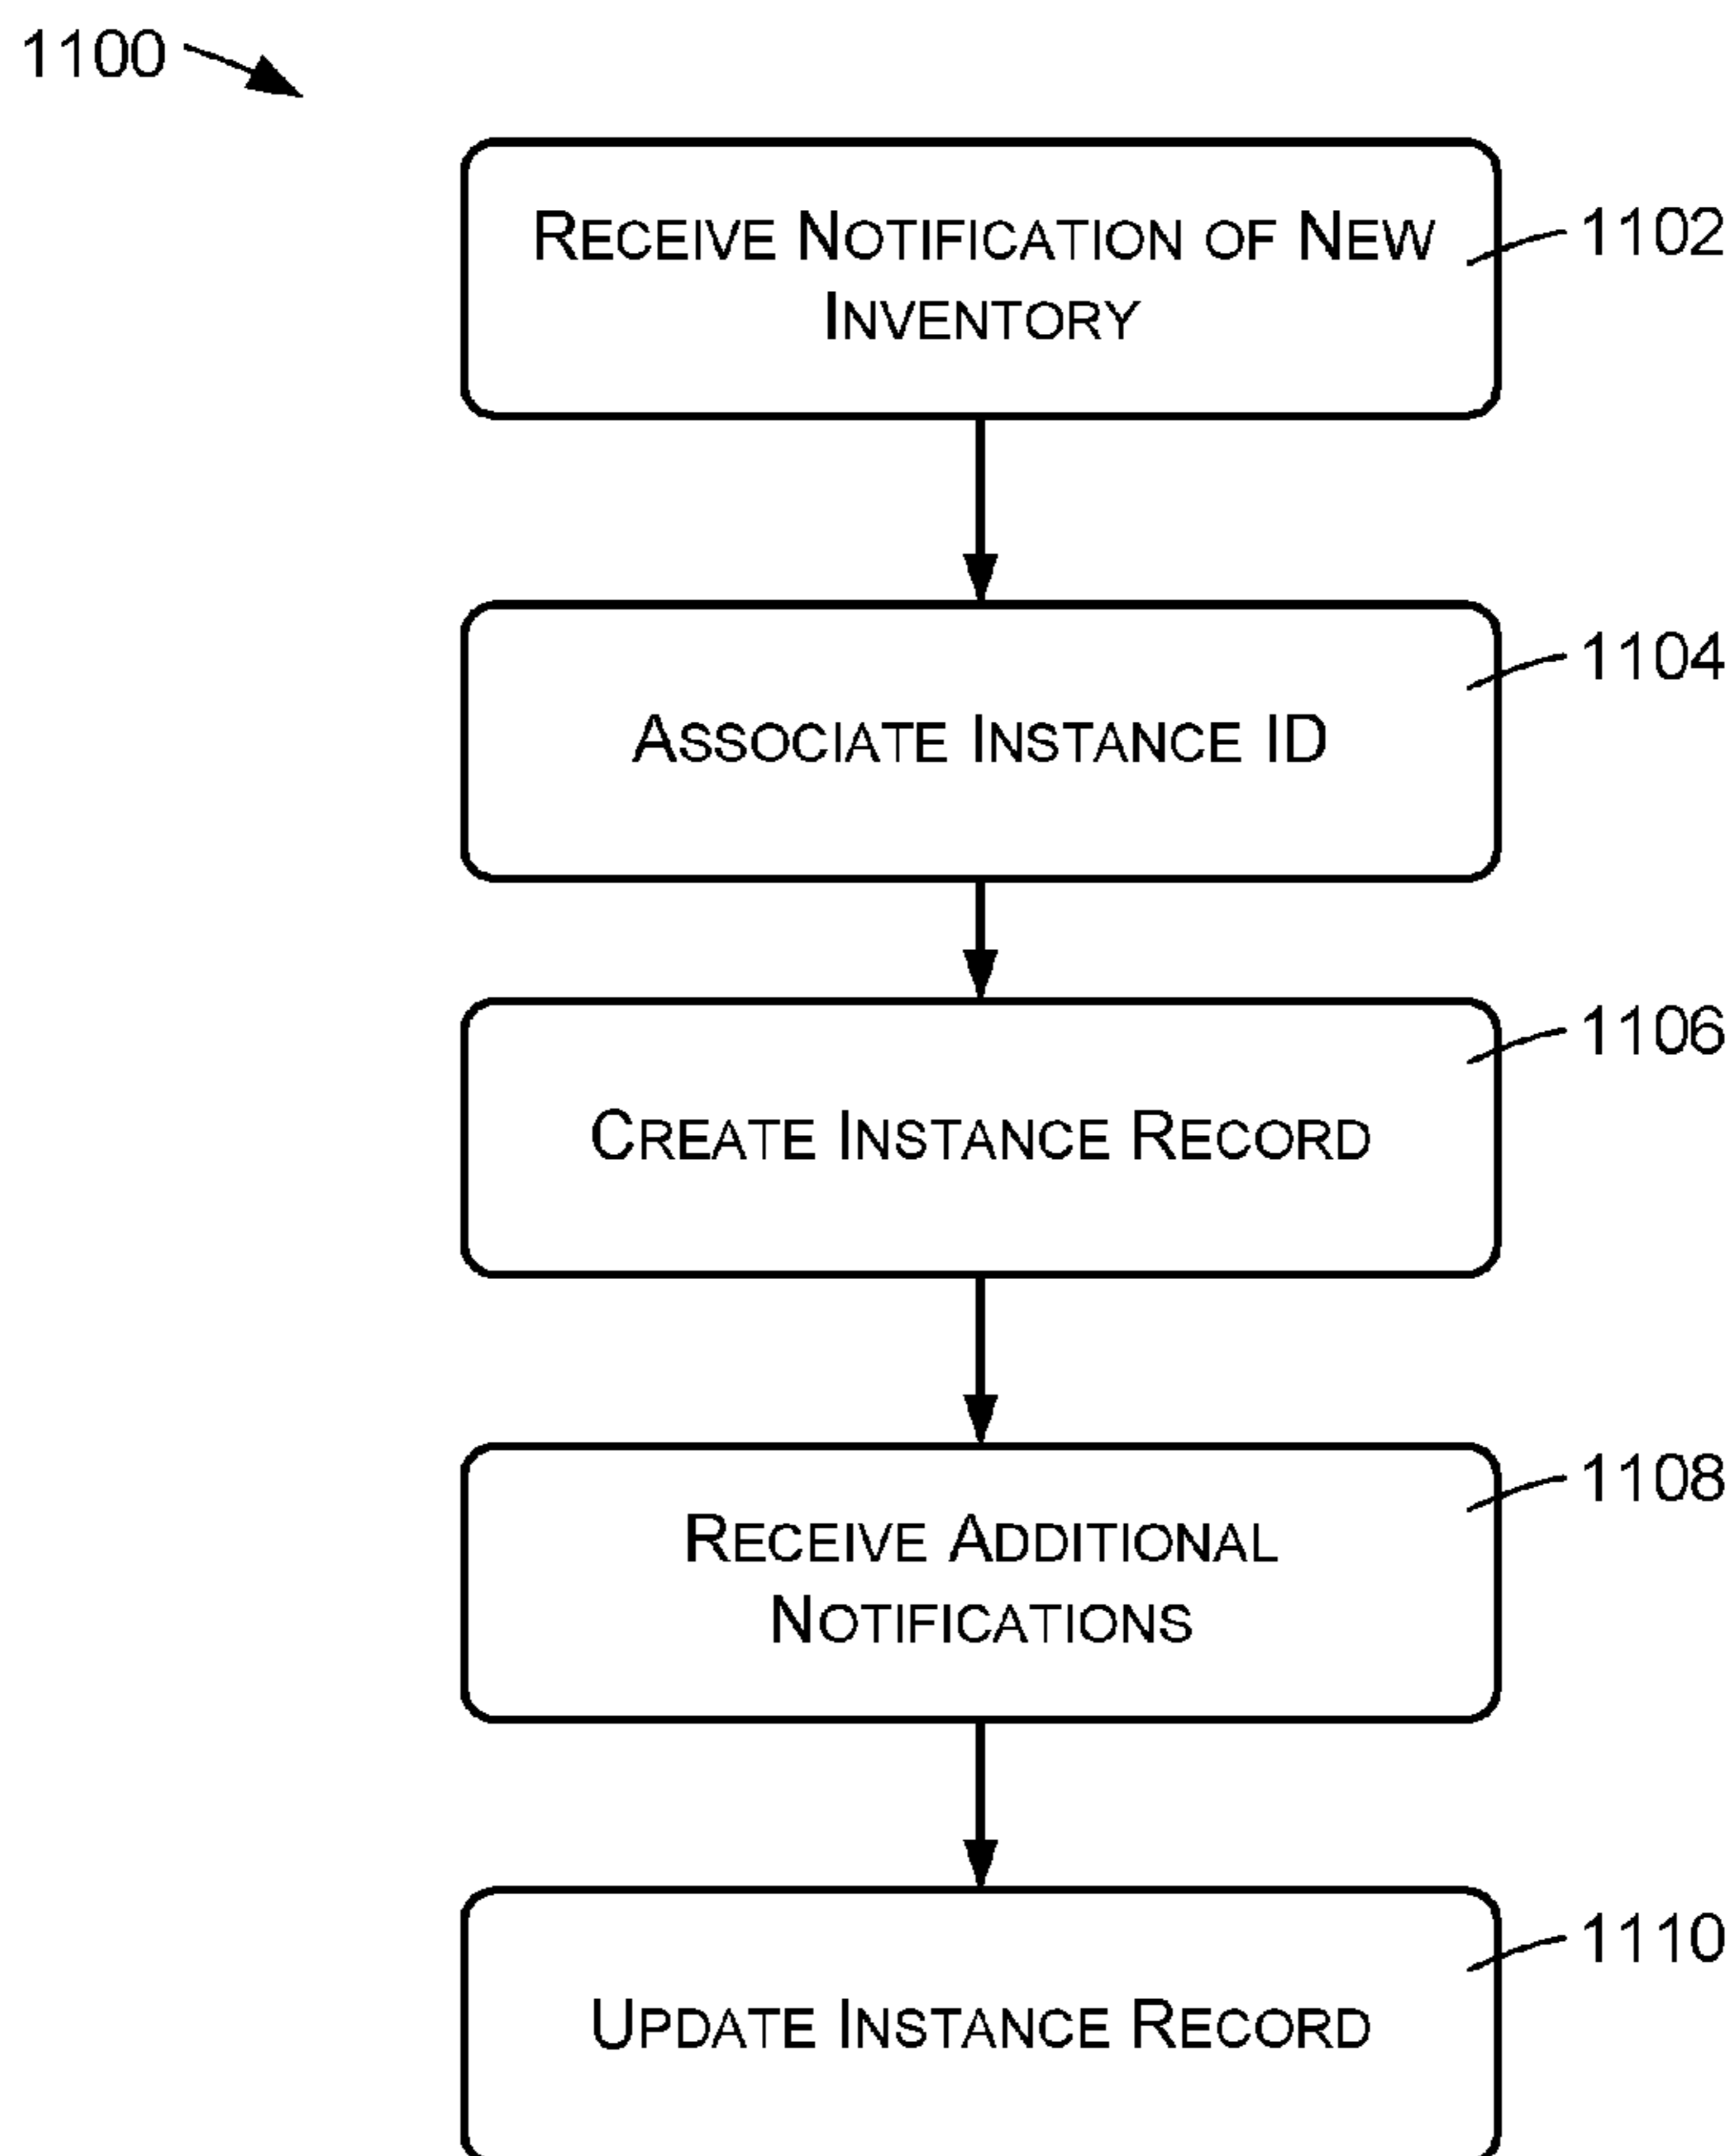 1100
RECEIVE NOTIFICATION OF NEW
INVENTORY
1102
ASSOCIATE INSTANCE ID
1104
CREATE INSTANCE RECORD
1106
RECEIVE ADDITIONAL
NOTIFICATIONS
1108
UPDATE INSTANCE RECORD
1110